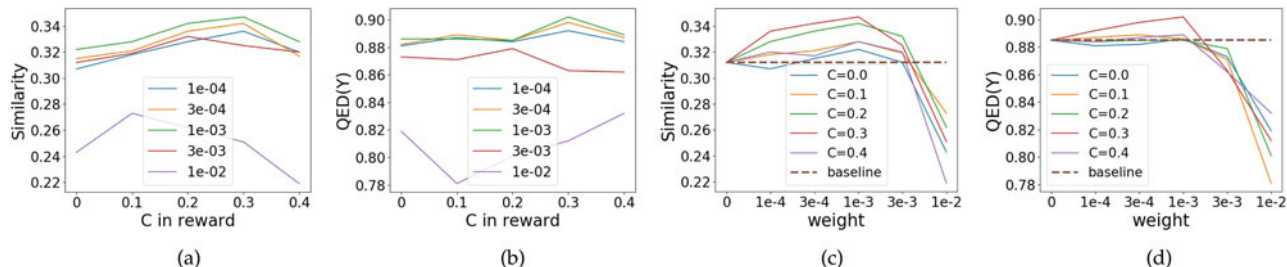 Similarity
0.34
0.32
0.30
0.28
0.26
0.24
0.22
1e-04
3e-04
1e-03
3e-03
1e-02
0 0.1 0.2 0.3 0.4
C in reward
(a)
QED(Y)
0.90
0.88
0.86
0.84
0.82
0.80
0.78
1e-04
3e-04
1e-03
3e-03
1e-02
0 0.1 0.2 0.3 0.4
C in reward
(b)
Similarity
0.34
0.32
0.30
0.28
0.26
0.24
0.22
C=0.0
C=0.1
C=0.2
C=0.3
C=0.4
baseline
0 1e-4 3e-4 1e-3 3e-3 1e-2
weight
(c)
QED(Y)
0.90
0.88
0.86
0.84
0.82
0.80
0.78
C=0.0
C=0.1
C=0.2
C=0.3
C=0.4
baseline
0 1e-4 3e-4 1e-3 3e-3 1e-2
weight
(d)